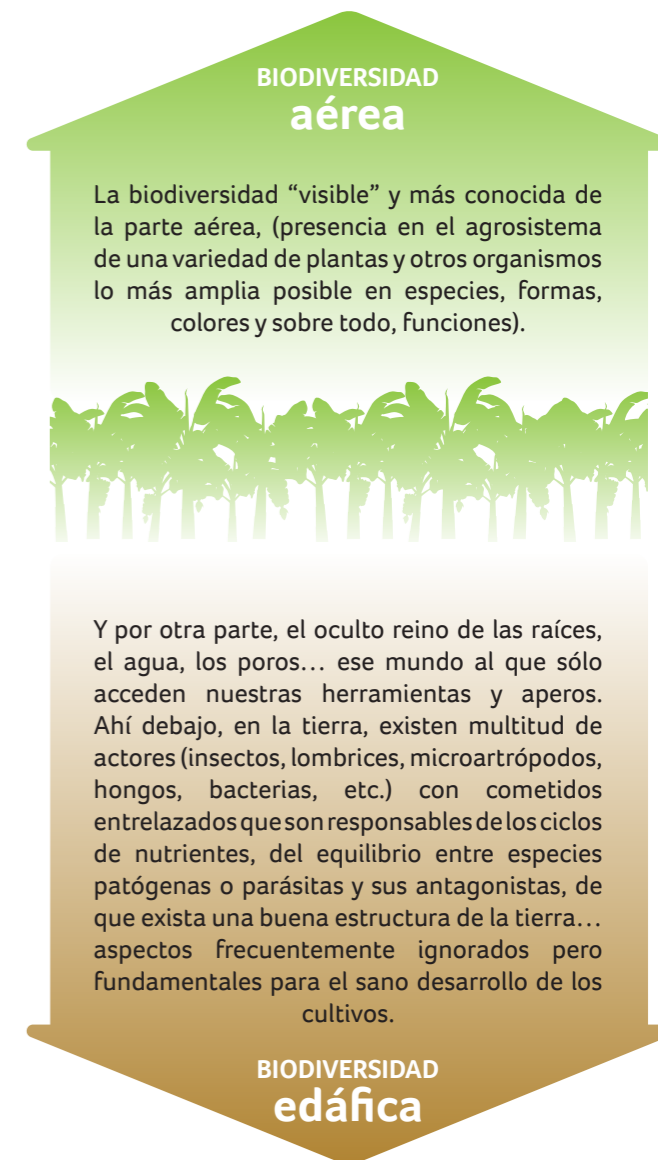 BIODIVERSIDAD
aérea
La biodiversidad “visible” y más conocida de
la parte aérea, (presencia en el agrosistema
de una variedad de plantas y otros organismos
lo más amplia posible en especies, formas,
colores y sobre todo, funciones).
Y por otra parte, el oculto reino de las raíces,
el agua, los poros… ese mundo al que sólo
acceden nuestras herramientas y aperos.
Ahí debajo, en la tierra, existen multitud de
actores (insectos, lombrices, microartrópodos,
hongos, bacterias, etc.) con cometidos
entrelazados que son responsables de los ciclos
de nutrientes, del equilibrio entre especies
patógenas o parásitas y sus antagonistas, de
que exista una buena estructura de la tierra…
aspectos frecuentemente ignorados pero
fundamentales para el sano desarrollo de los
cultivos.
BIODIVERSIDAD
edáfica